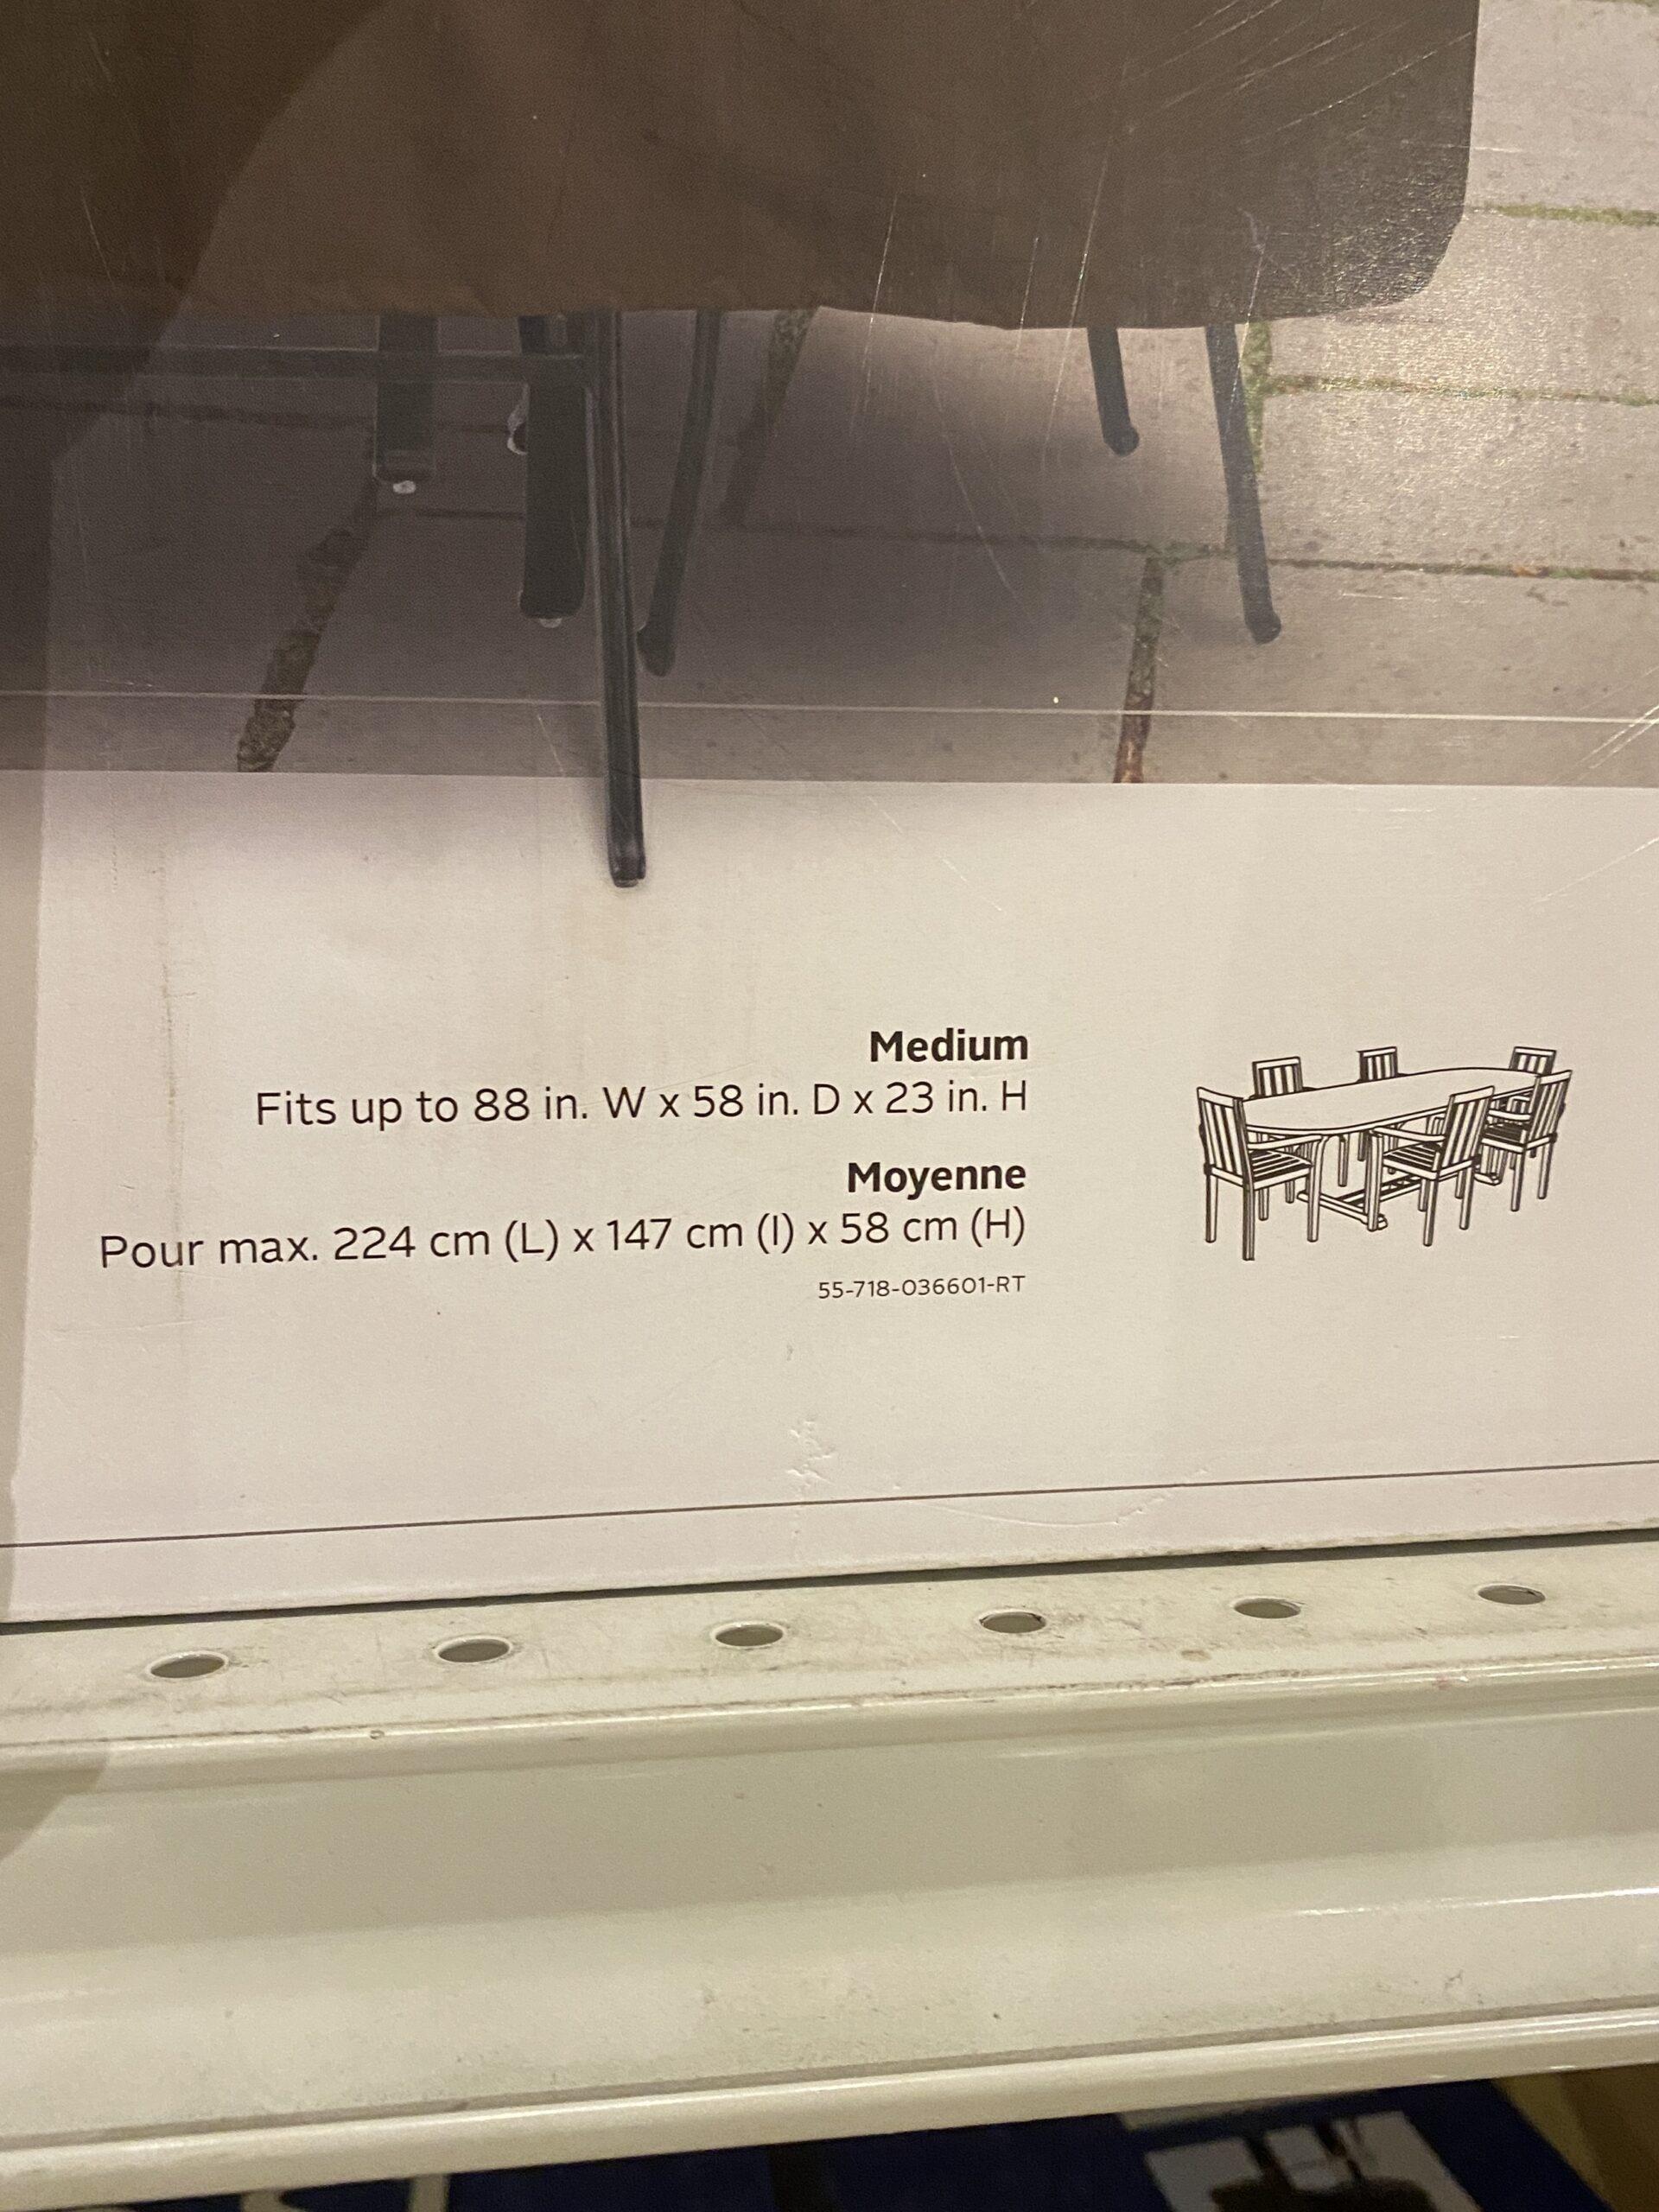 Medium
Fits up to 88 in. W x 58 in. D x 23 in. H
Moyenne
Pour max. 224 cm (L) x 147 cm (l) x 58 cm (H)
55-718-036601-RT